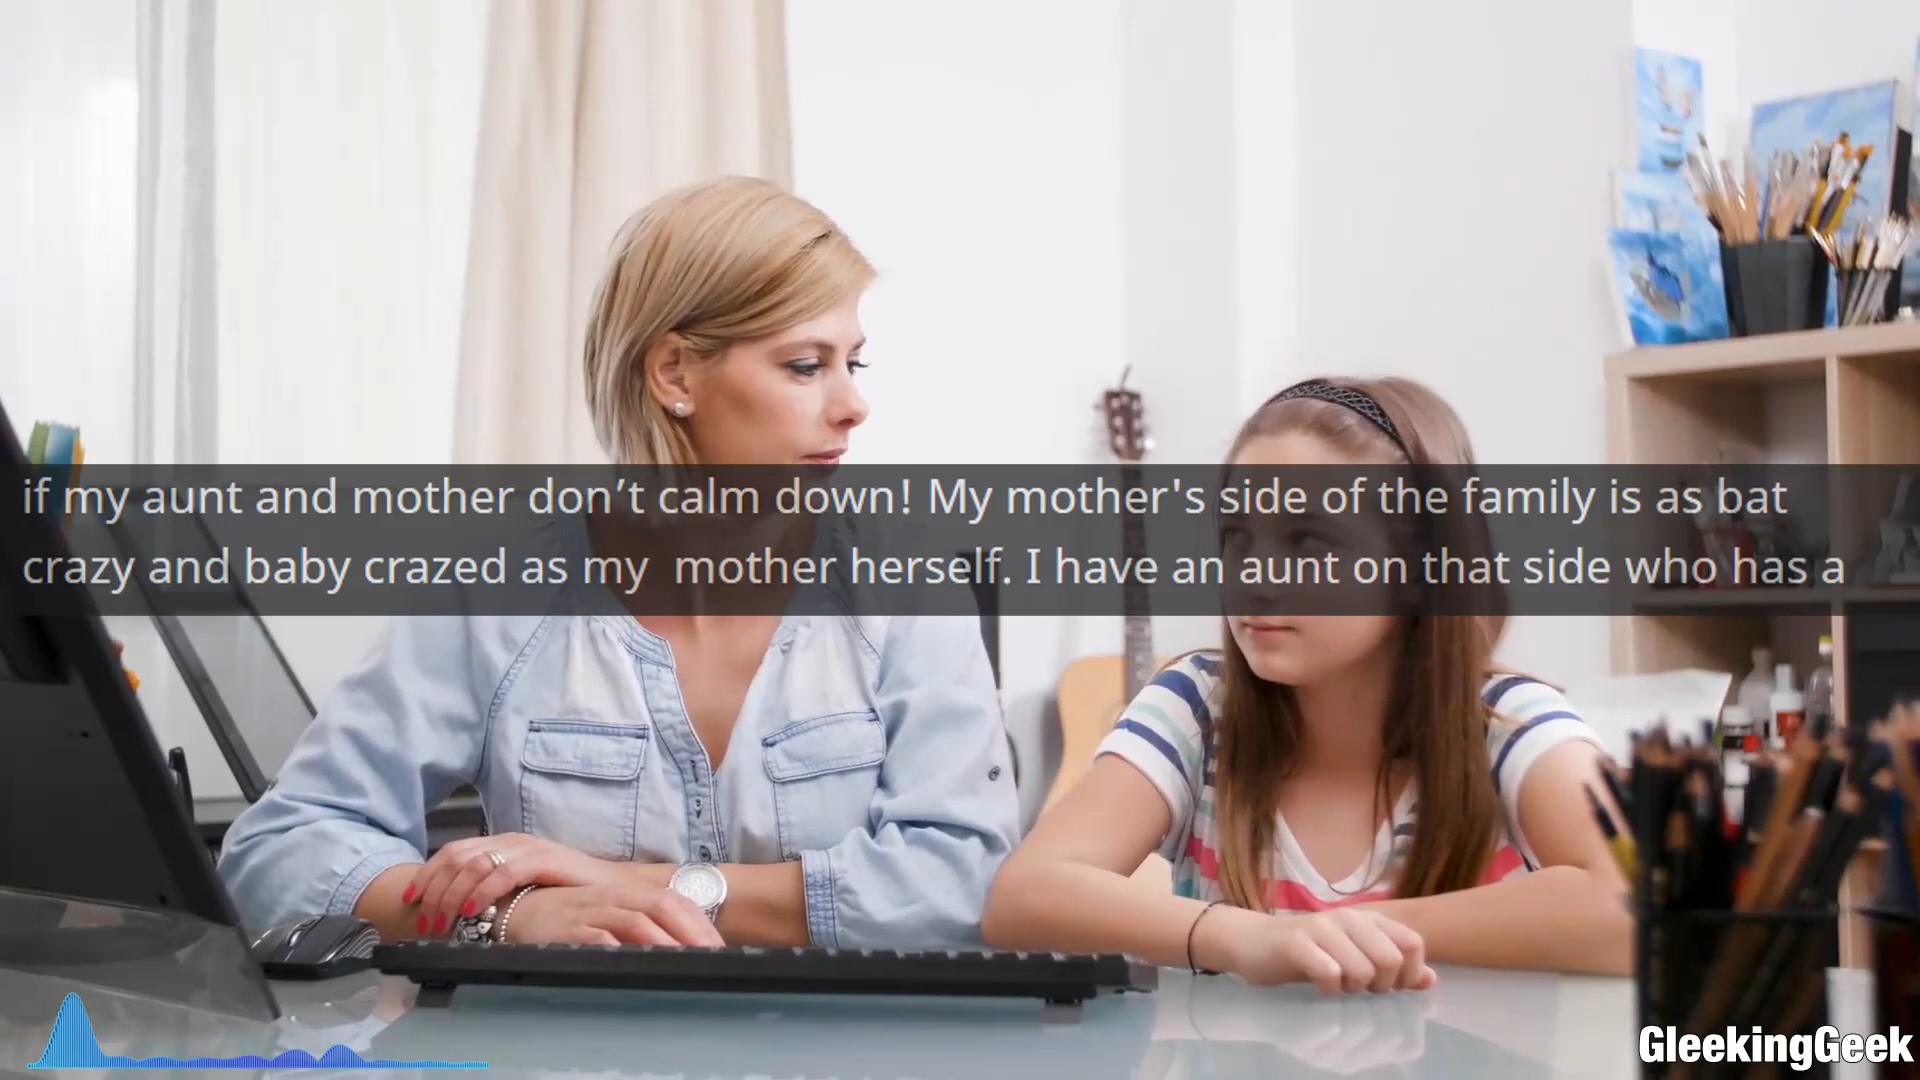 if my aunt and mother don’t calm down! My mother's side of the family is as bat
crazy and baby crazed as my  mother herself. I have an aunt on that side who has a
GleekingGeek